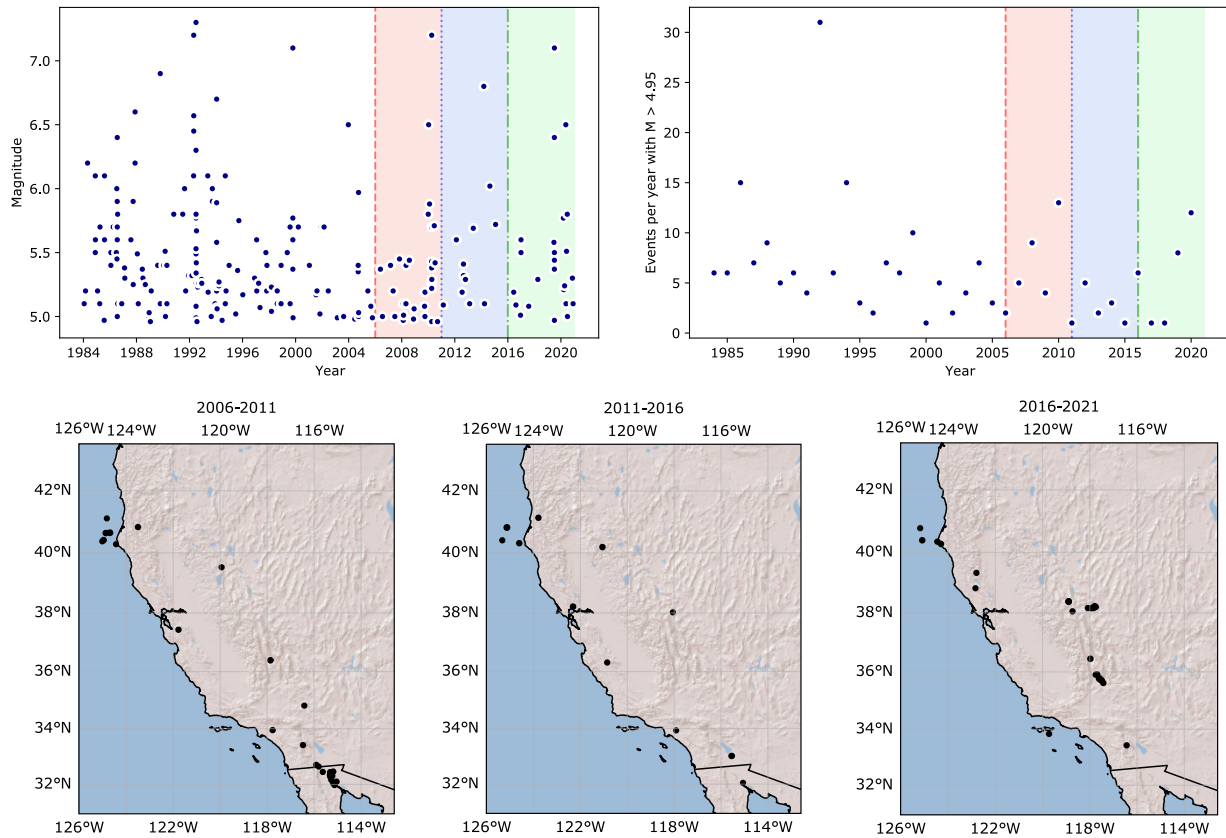 Magnitude
7.0
6.5
6.0
5.5
5.0
1984 1988 1992 1996 2000 2004 2008 2012 2016 2020
Year
Events per year with M > 4.95
30
25
20
15
10
5
0
1985 1990 1995 2000 2005 2010 2015 2020
Year
2006-2011
126°W 124°W 120°W 116°W
42°N
40°N
38°N
36°N
34°N
32°N
126°W 122°W 118°W 114°W
2011-2016
126°W 124°W 120°W 116°W
42°N
40°N
38°N
36°N
34°N
32°N
126°W 122°W 118°W 114°W
2016-2021
126°W 124°W 120°W 116°W
42°N
40°N
38°N
36°N
34°N
32°N
126°W 122°W 118°W 114°W